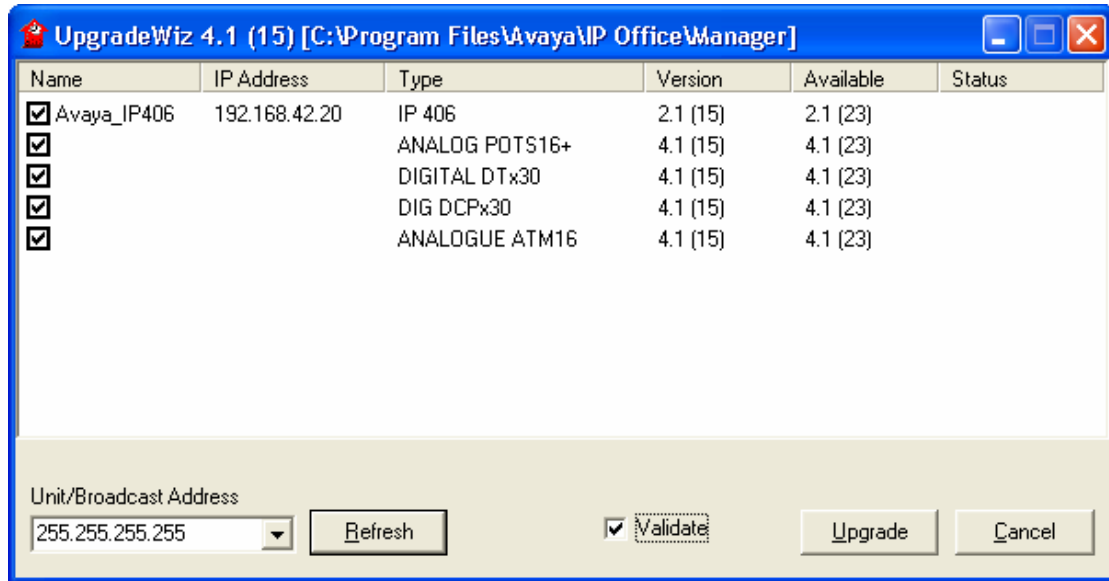 UpgradeWiz 4.1 (15) [C:\Program Files\Avaya\IP Office\Manager]
Name IP Address Type Version Available Status
Avaya_IP406 192.168.42.20 IP 406 2.1 (15) 2.1 (23)
ANALOG POTS16+ 4.1 (15) 4.1 (23)
DIGITAL DTx30 4.1 (15) 4.1 (23)
DIG DCPx30 4.1 (15) 4.1 (23)
ANALOGUE ATM16 4.1 (15) 4.1 (23)
Unit/Broadcast Address
255.255.255.255 Refresh Validate Upgrade Cancel